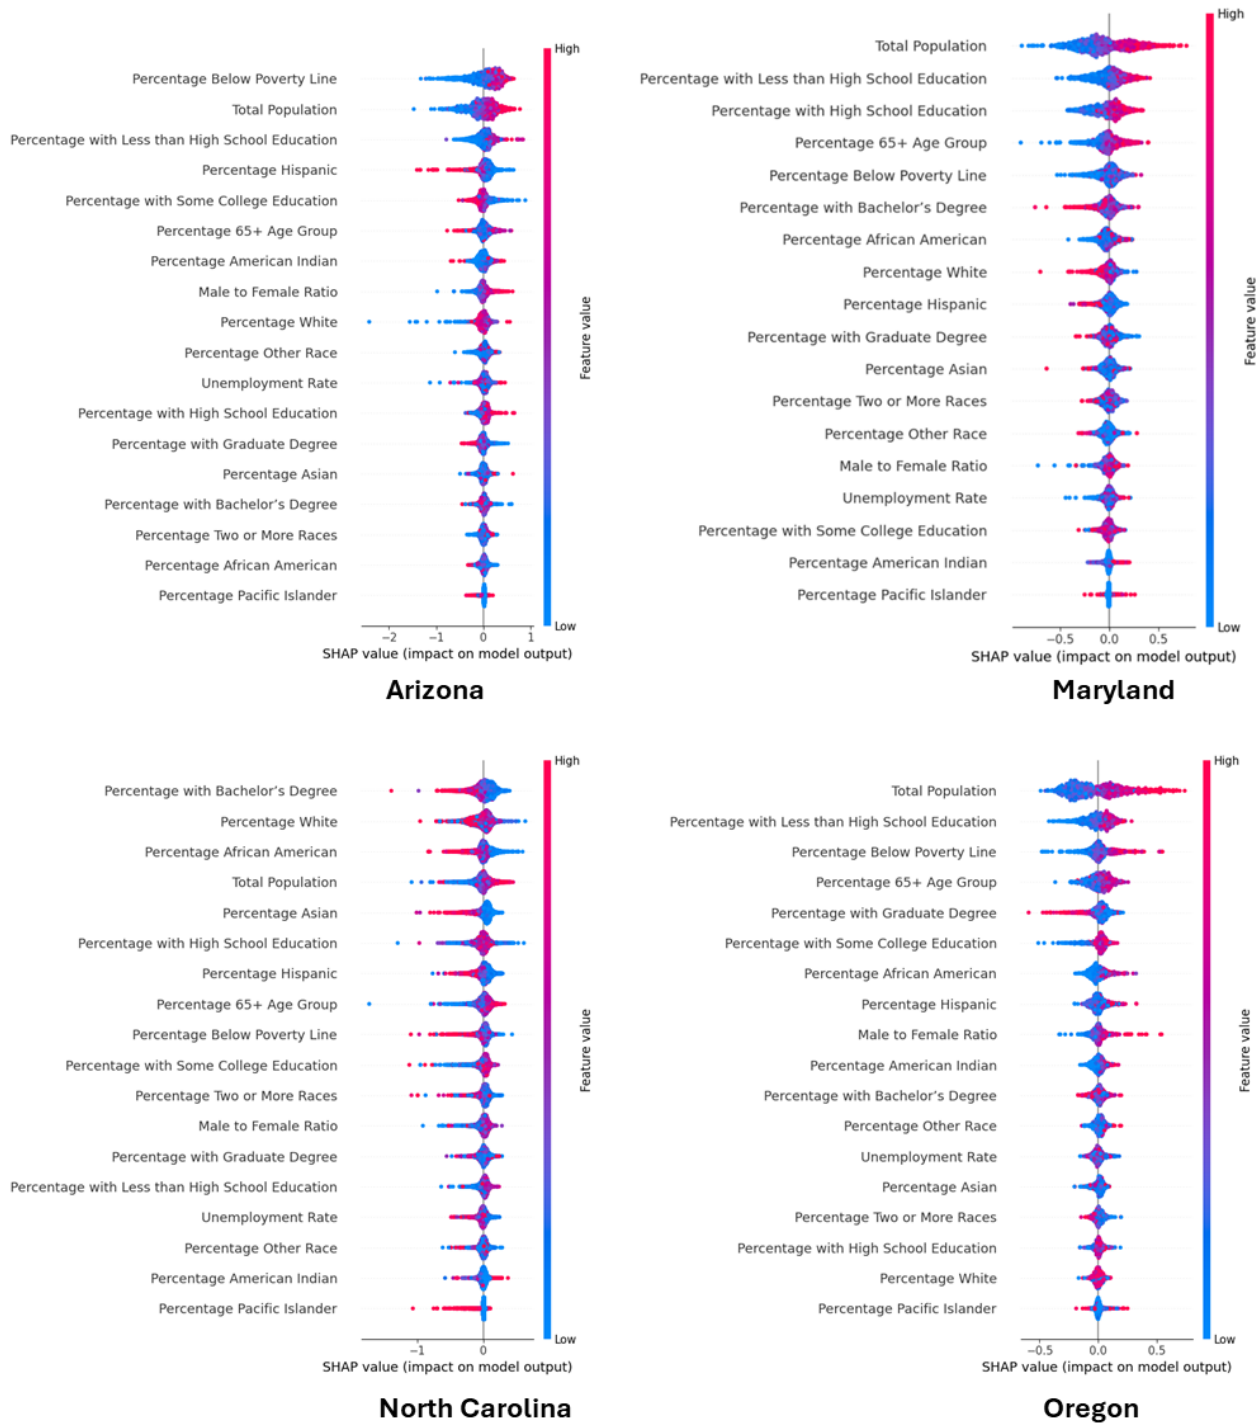 High
Percentage Below Poverty Line
Total Population
Percentage with Less than High School Education
Percentage Hispanic
Percentage with Some College Education
Percentage 65+ Age Group
Percentage American Indian
Male to Female Ratio
Percentage White
Percentage Other Race
Unemployment Rate
Percentage with High School Education
Percentage with Graduate Degree
Percentage Asian
Percentage with Bachelor’s Degree
Percentage Two or More Races
Percentage African American
Percentage Pacific Islander
Feature value
Low
−2 −1 0 1
SHAP value (impact on model output)
Arizona
High
Total Population
Percentage with Less than High School Education
Percentage with High School Education
Percentage 65+ Age Group
Percentage Below Poverty Line
Percentage with Bachelor’s Degree
Percentage African American
Percentage White
Percentage Hispanic
Percentage with Graduate Degree
Percentage Asian
Percentage Two or More Races
Percentage Other Race
Male to Female Ratio
Unemployment Rate
Percentage with Some College Education
Percentage American Indian
Percentage Pacific Islander
Feature value
Low
−0.5 0.0 0.5
SHAP value (impact on model output)
Maryland
High
Percentage with Bachelor’s Degree
Percentage White
Percentage African American
Total Population
Percentage Asian
Percentage with High School Education
Percentage Hispanic
Percentage 65+ Age Group
Percentage Below Poverty Line
Percentage with Some College Education
Percentage Two or More Races
Male to Female Ratio
Percentage with Graduate Degree
Percentage with Less than High School Education
Unemployment Rate
Percentage Other Race
Percentage American Indian
Percentage Pacific Islander
Feature value
Low
−1 0
SHAP value (impact on model output)
North Carolina
High
Total Population
Percentage with Less than High School Education
Percentage Below Poverty Line
Percentage 65+ Age Group
Percentage with Graduate Degree
Percentage with Some College Education
Percentage African American
Percentage Hispanic
Male to Female Ratio
Percentage American Indian
Percentage with Bachelor’s Degree
Percentage Other Race
Unemployment Rate
Percentage Asian
Percentage Two or More Races
Percentage with High School Education
Percentage White
Percentage Pacific Islander
Feature value
Low
−0.5 0.0 0.5
SHAP value (impact on model output)
Oregon